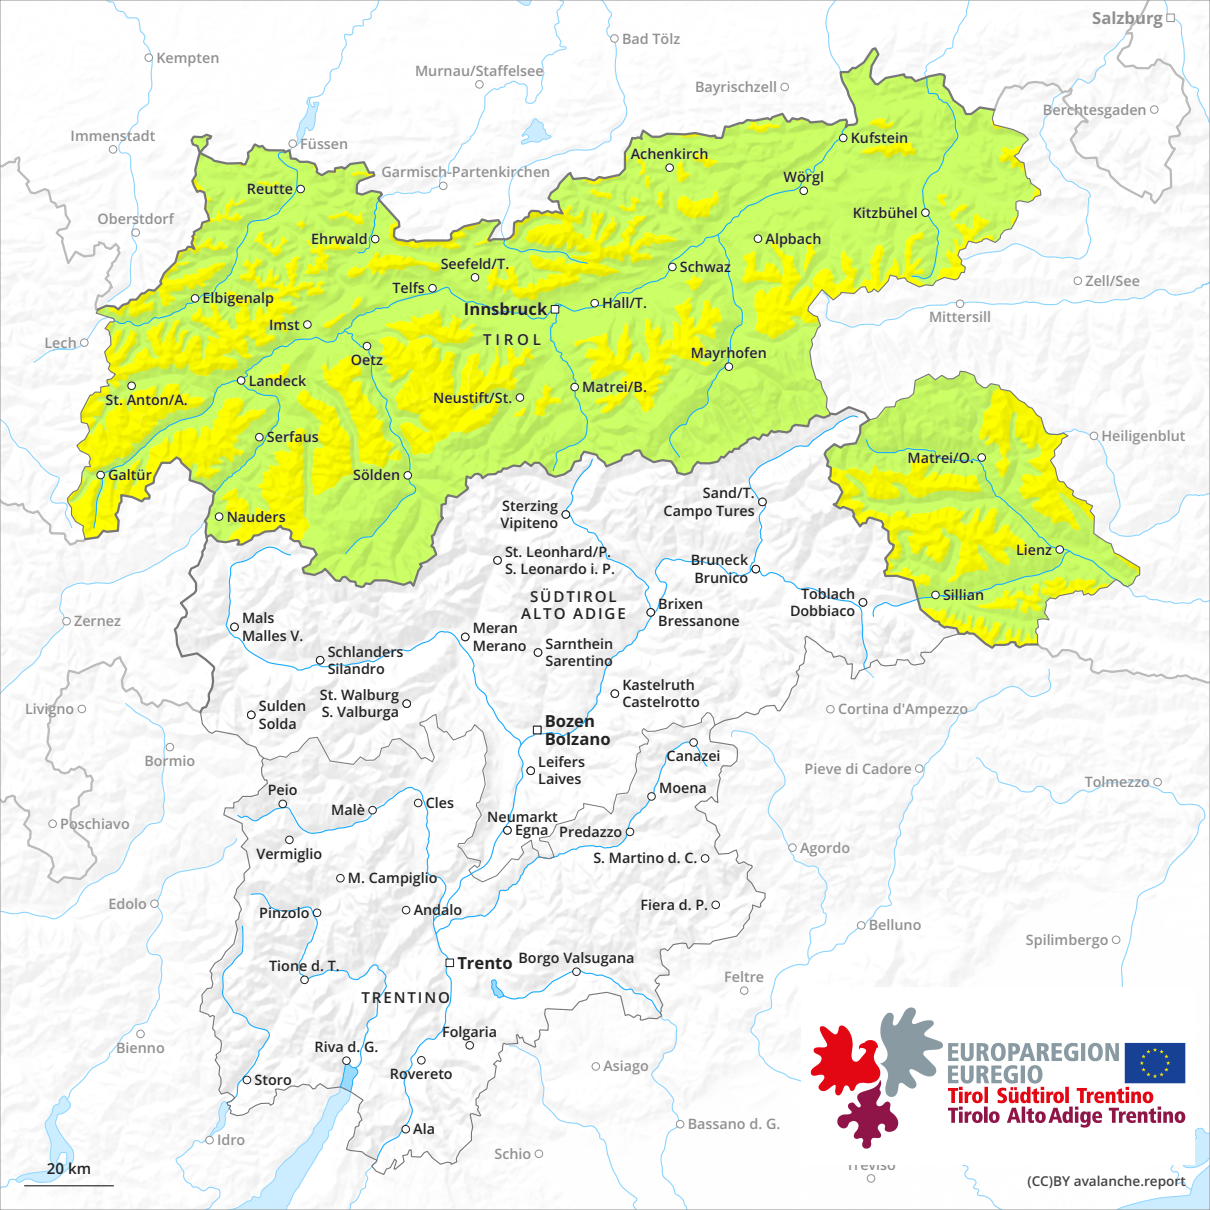 Salzburg
Bad Tölz
Kempten
Murnau/Staffelsee
Bayrischzell
Berchtesgaden
Immenstadt
Füssen
Kufstein
Achenkirch
Garmisch-Partenkirchen
Wörgl
Reutte
Oberstdorf
Kitzbühel
Ehrwald
Alpbach
Seefeld/T.
Schwaz
Zell/See
Telfs
Elbigenalp
Hall/T.
Innsbruck
Mittersill
Imst
TIROL
Lech
Mayrhofen
Oetz
Landeck
Matrei/B.
St. Anton/A.
Neustift/St.
Serfaus
Heiligenblut
Matrei/O.
Galtür
Sölden
Sand/T.
Campo Tures
Sterzing
Vipiteno
Nauders
St. Leonhard/P.
S. Leonardo i. P.
Lienz
Bruneck
Brunico
SÜDTIROL
ALTO ADIGE
Toblach
Dobbiaco
Sillian
Brixen
Bressanone
Mals
Malles V.
Zernez
Meran
Merano
Sarnthein
Sarentino
Schlanders
Silandro
Kastelruth
Castelrotto
St. Walburg
S. Valburga
Livigno
Sulden
Solda
Cortina d'Ampezzo
Bozen
Bolzano
Canazei
Bormio
Leifers
Laives
Pieve di Cadore
Tolmezzo
Peio
Moena
Malè
Cles
Neumarkt
Egna
Predazzo
Poschiavo
Vermiglio
Agordo
S. Martino d. C.
M. Campiglio
Edolo
Pinzolo
Andalo
Fiera d. P.
Belluno
Spilimbergo
Trento
Borgo Valsugana
Tione d. T.
Feltre
TRENTINO
Folgaria
Bienno
Riva d. G.
Rovereto
Asiago
Storo
EUROPAREGION
EUREGIO
Tirol Südtirol Trentino
Tirolo Alto Adige Trentino
Ala
Bassano d. G.
Idro
Schio
Treviso
20 km
(CC)BY avalanche.report